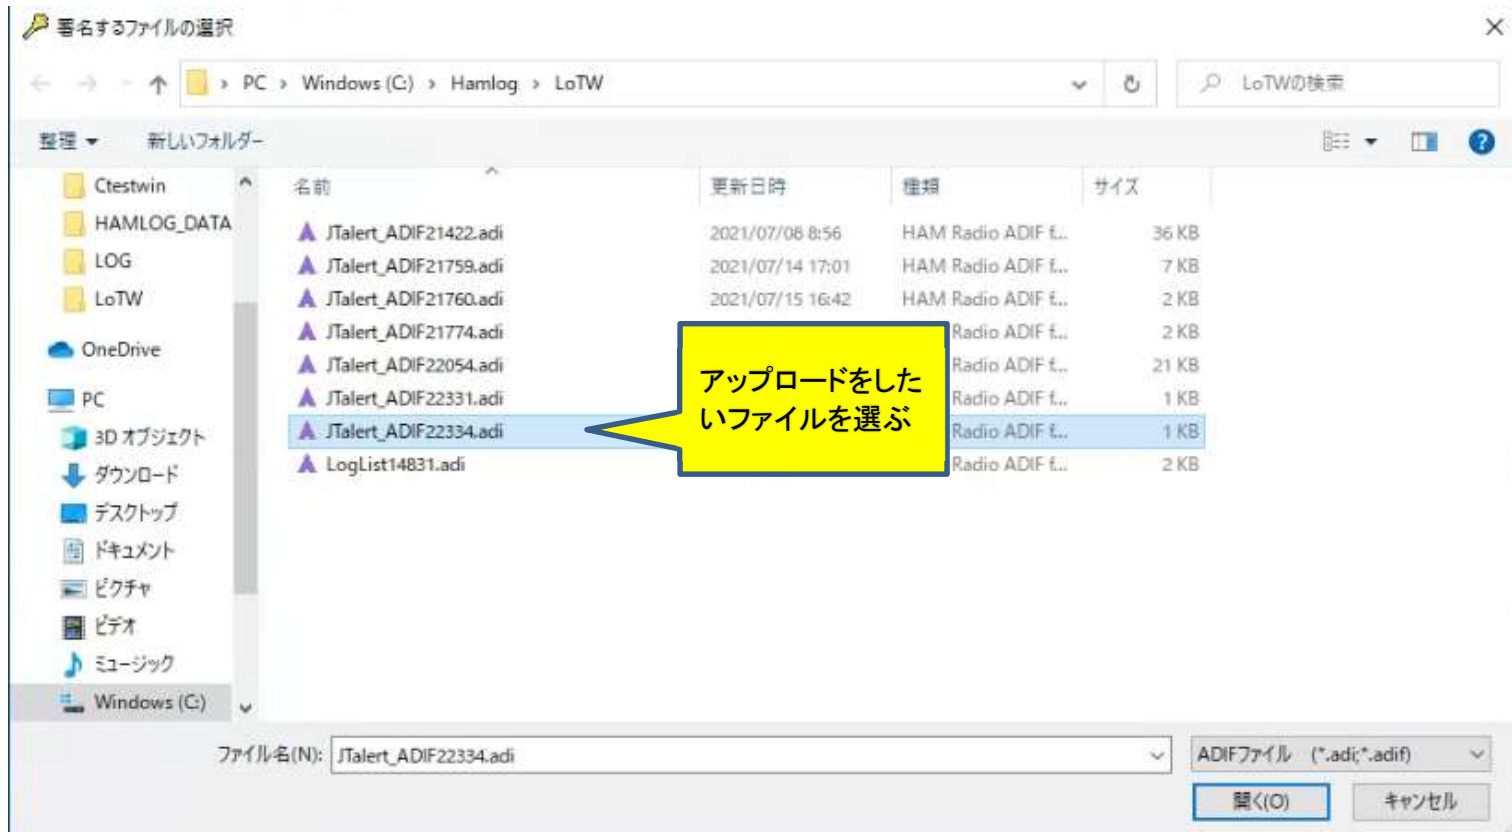 署名するファイルの選択
PC › Windows (C:) › Hamlog › LoTW
LoTWの検索
整理
新しいフォルダー
Ctestwin
HAMLOG_DATA
LOG
LoTW
OneDrive
PC
3D オブジェクト
ダウンロード
デスクトップ
ドキュメント
ピクチャ
ビデオ
ミュージック
Windows (C:)
名前 更新日時 種類 サイズ
JTalert_ADIF21422.adi 2021/07/08 8:56 HAM Radio ADIF f... 36 KB
JTalert_ADIF21759.adi 2021/07/14 17:01 HAM Radio ADIF f... 7 KB
JTalert_ADIF21760.adi 2021/07/15 16:42 HAM Radio ADIF f... 2 KB
JTalert_ADIF21774.adi Radio ADIF f... 2 KB
JTalert_ADIF22054.adi Radio ADIF f... 21 KB
JTalert_ADIF22331.adi Radio ADIF f... 1 KB
JTalert_ADIF22334.adi Radio ADIF f... 1 KB
LogList14831.adi Radio ADIF f... 2 KB
アップロードをした
いファイルを選ぶ
ファイル名(N): JTalert_ADIF22334.adi
ADIFファイル (*.adi;*.adif)
開く(O)
キャンセル